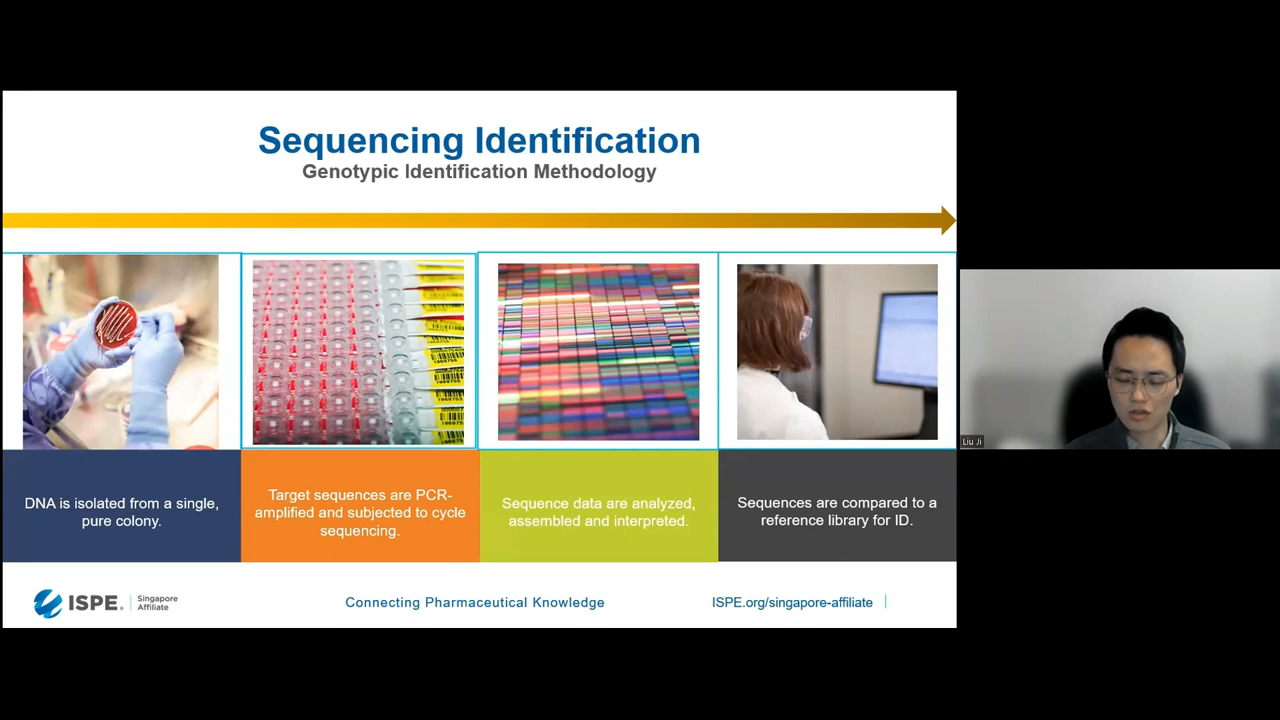 Sequencing Identification
Genotypic Identification Methodology
DNA is isolated from a single,
pure colony.
Target sequences are PCR-
amplified and subjected to cycle
sequencing.
Sequence data are analyzed,
assembled and interpreted.
Sequences are compared to a
reference library for ID.
ISPE®
Singapore
Affiliate
Connecting Pharmaceutical Knowledge
ISPE.org/singapore-affiliate
Liu Ji